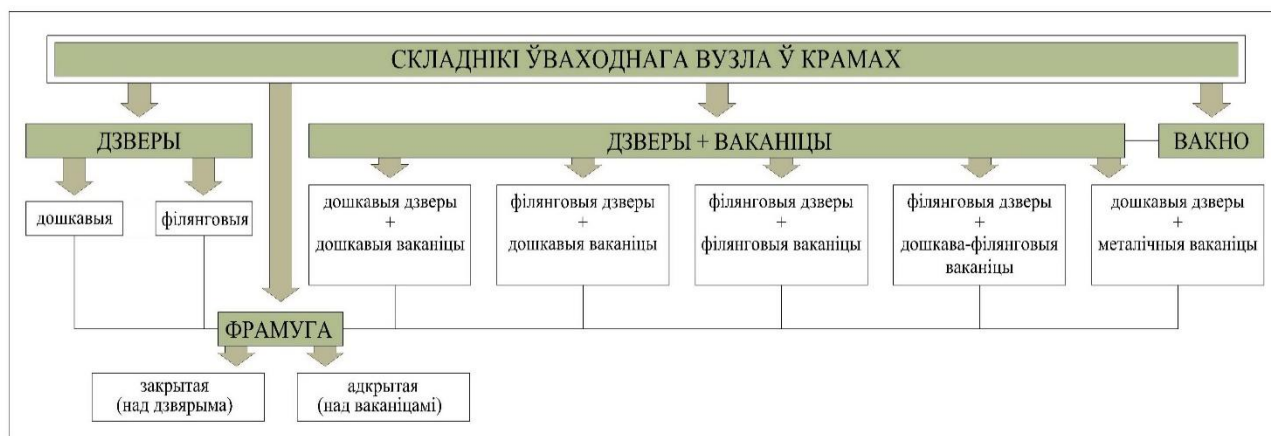 СКЛАДНІКІ ЎВАХОДНАГА ВУЗЛА Ў КРАМАХ
ДЗВЕРЫ
ДЗВЕРЫ + ВАКАНІЦЫ
ВАКНО
дошкавыя
філянговыя
дошкавыя дзверы
+
дошкавыя ваканіцы
філянговыя дзверы
+
дошкавыя ваканіцы
філянговыя дзверы
+
філянговыя ваканіцы
філянговыя дзверы
+
дошкава-філянговыя
ваканіцы
дошкавыя дзверы
+
металічныя ваканіцы
ФРАМУГА
закрытая
(над дзвярыма)
адкрытая
(над ваканіцамі)